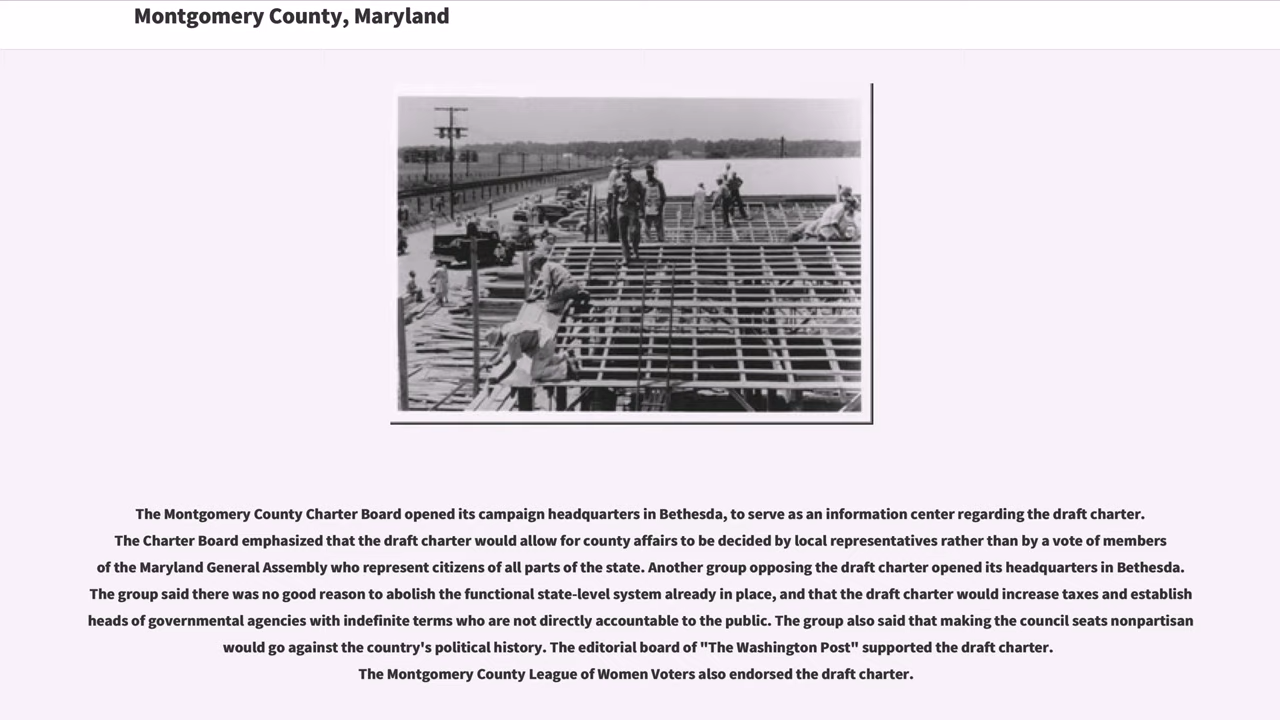 Montgomery County, Maryland
The Montgomery County Charter Board opened its campaign headquarters in Bethesda, to serve as an information center regarding the draft charter.
The Charter Board emphasized that the draft charter would allow for county affairs to be decided by local representatives rather than by a vote of members
of the Maryland General Assembly who represent citizens of all parts of the state. Another group opposing the draft charter opened its headquarters in Bethesda.
The group said there was no good reason to abolish the functional state-level system already in place, and that the draft charter would increase taxes and establish
heads of governmental agencies with indefinite terms who are not directly accountable to the public. The group also said that making the council seats nonpartisan
would go against the country's political history. The editorial board of "The Washington Post" supported the draft charter.
The Montgomery County League of Women Voters also endorsed the draft charter.